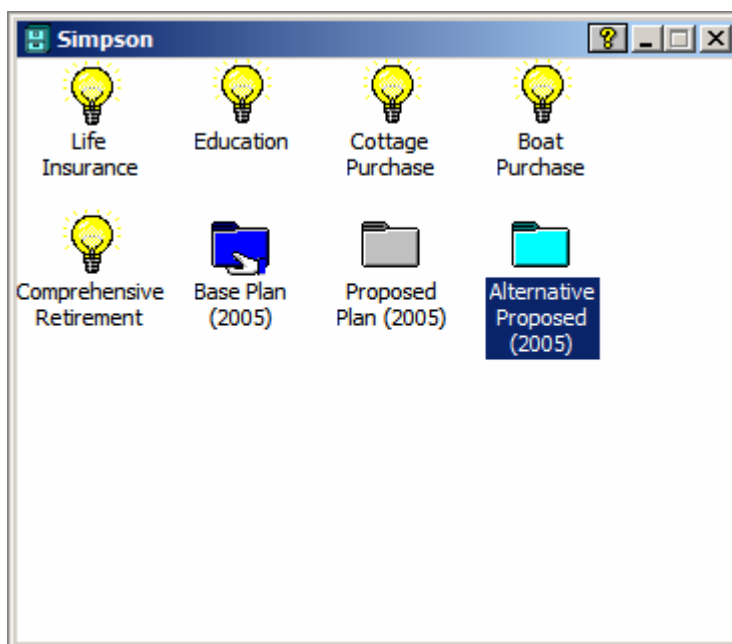 Simpson
?
Life
Insurance
Education
Cottage
Purchase
Boat
Purchase
Comprehensive
Retirement
Base Plan
(2005)
Proposed
Plan (2005)
Alternative
Proposed
(2005)